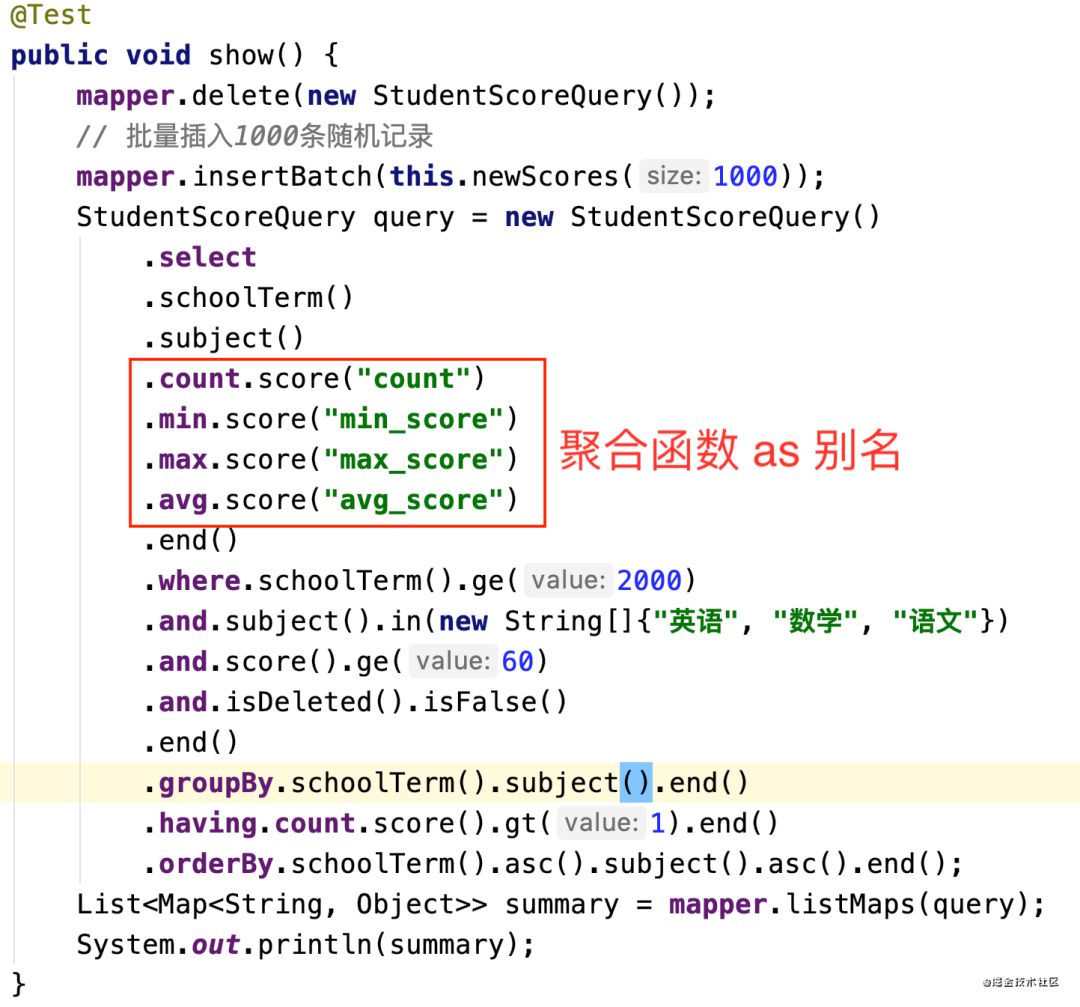 @Test
public void show() {
mapper.delete(new StudentScoreQuery());
// 批量插入1000条随机记录
mapper.insertBatch(this.newScores( size: 1000));
StudentScoreQuery query = new StudentScoreQuery()
.select
.schoolTerm()
.subject()
.count.score("count")
.min.score("min_score")
聚合函数 as 别名
.max.score("max_score")
.avg.score("avg_score")
.end()
.where.schoolTerm().ge( value: 2000)
.and.subject().in(new String[]{"英语", "数学", "语文"})
.and.score().ge( value: 60)
.and.isDeleted().isFalse()
.end()
.groupBy.schoolTerm().subject().end()
.having.count.score().gt( value: 1).end()
.orderBy.schoolTerm().asc().subject().asc().end();
List<Map<String, Object>> summary = mapper.listMaps(query);
System.out.println(summary);
}
@掘金技术社区